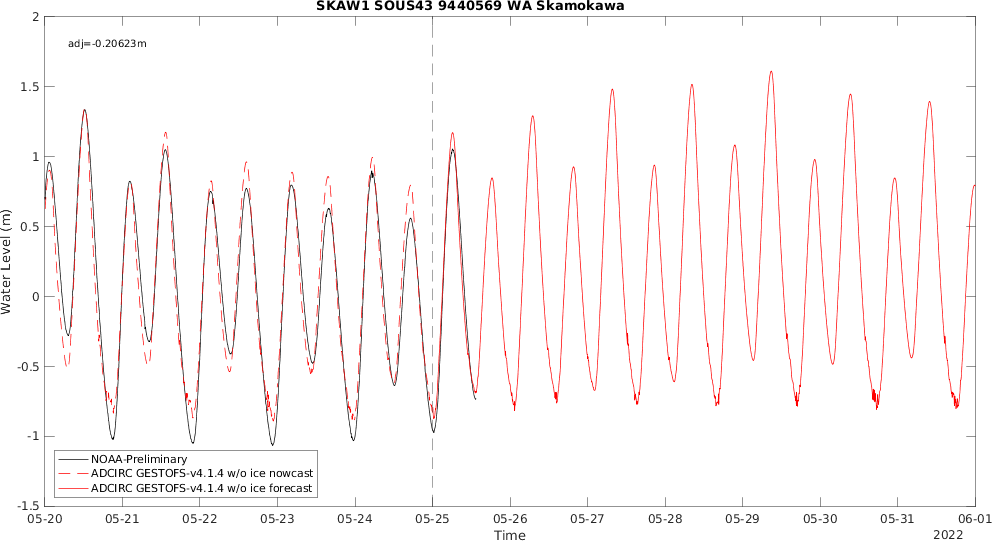 SKAW1 SOUS43 9440569 WA Skamokawa
adj=-0.20623m
Water Level (m)
2
1.5
1
0.5
0
-0.5
-1
-1.5
NOAA-Preliminary
ADCIRC GESTOFS-v4.1.4 w/o ice nowcast
ADCIRC GESTOFS-v4.1.4 w/o ice forecast
05-20 05-21 05-22 05-23 05-24 05-25 05-26 05-27 05-28 05-29 05-30 05-31 06-01
Time
2022